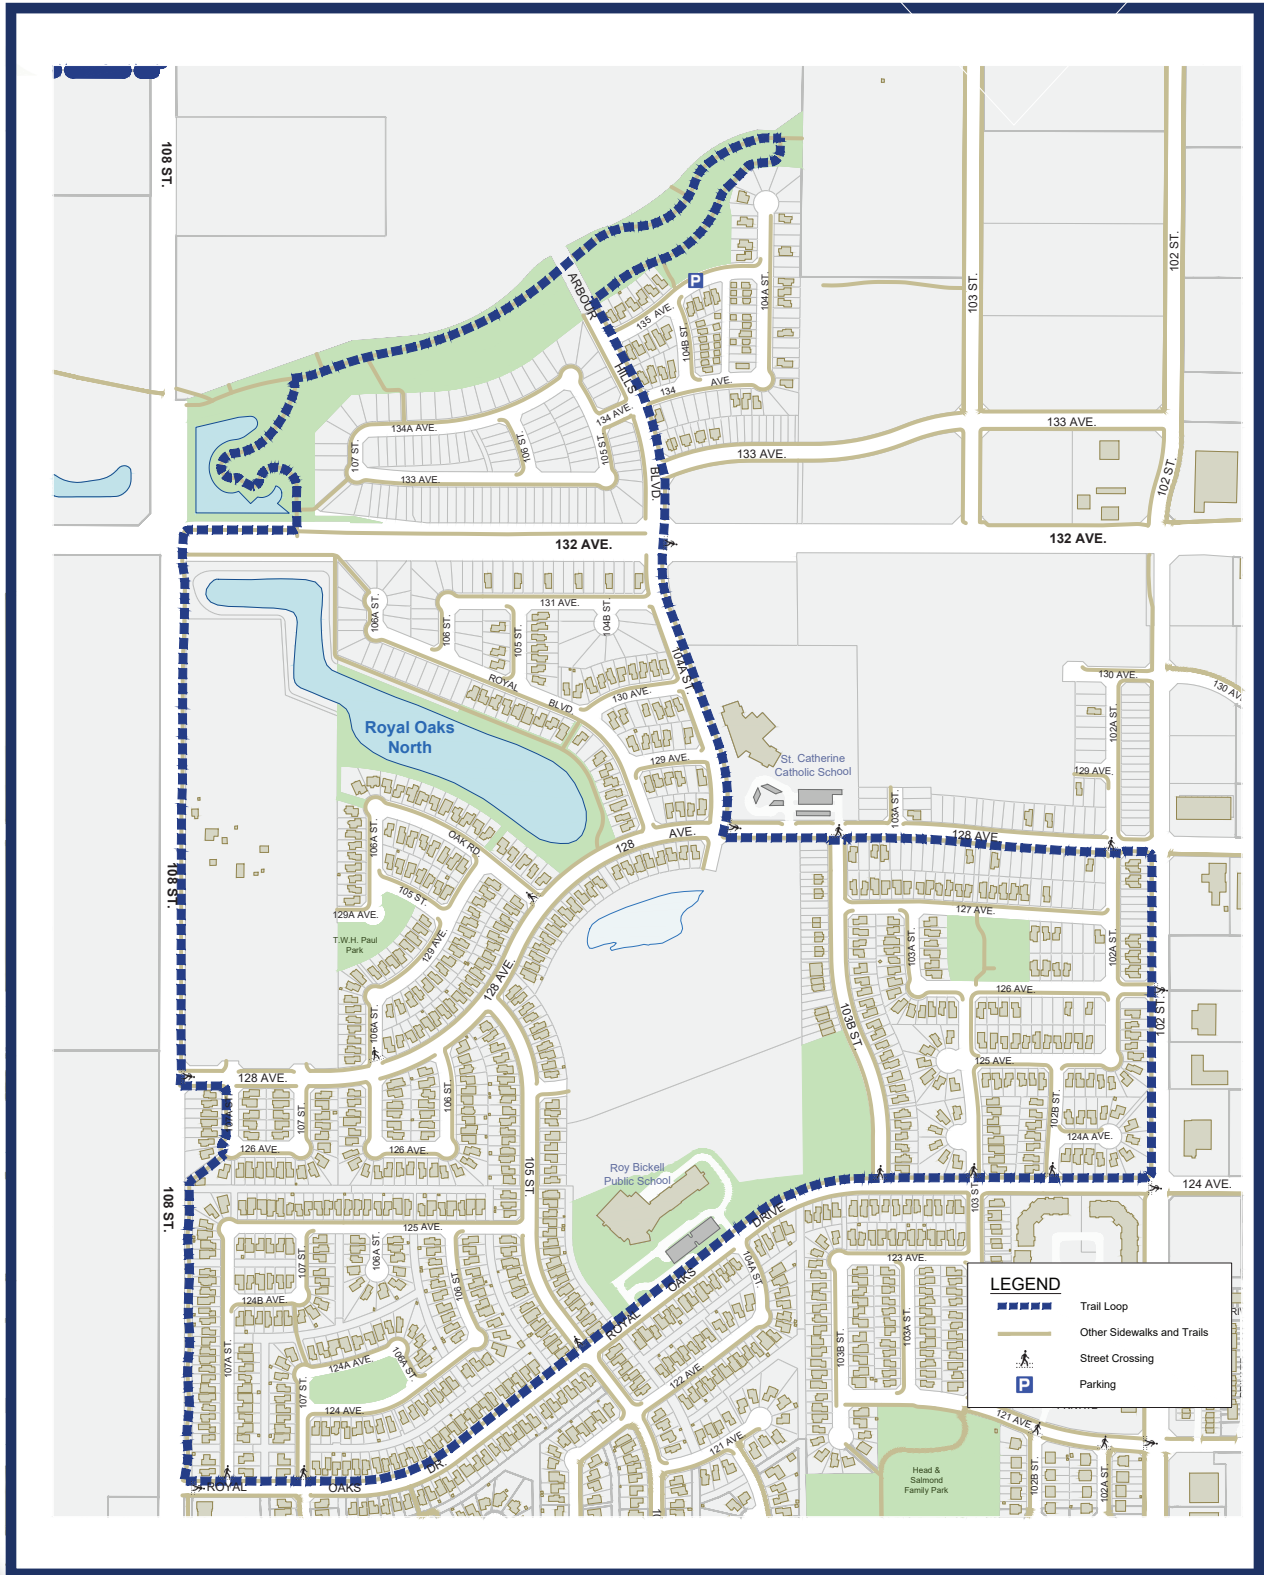 108 ST.
102 ST.
103 ST.
ARBOUR
104A ST.
135 AVE.
104B ST.
HILLS
134
AVE.
134 AVE.
134A AVE.
133 AVE.
106 ST.
107 ST.
105 ST.
133 AVE.
133 AVE.
102 ST.
BLVD.
132 AVE.
132 AVE.
131 AVE.
106A ST.
106 ST.
105 ST.
104B ST.
104A ST.
130 AVE.
130 AV
ROYAL
BLVD
130 AVE.
102A ST.
Royal Oaks
North
St. Catherine
Catholic School
129 AVE.
129 AVE.
103A ST.
128
AVE.
128 AVE
106A ST.
OAK RD.
108 ST.
105 ST.
129A AVE.
127 AVE.
T.W.H. Paul
Park
129 AVE.
103A ST.
102A ST.
128 AVE.
126 AVE.
102 ST.
106A ST.
103B ST.
128 AVE.
125 AVE.
107 ST.
106 ST.
102B ST.
124A AVE.
126 AVE.
126 AVE.
105 ST.
Roy Bickell
Public School
124 AVE.
108 ST.
103 ST.
DRIVE
125 AVE.
107 ST.
106A ST.
123 AVE.
104A ST.
OAKS
106 ST.
124B AVE.
LEGEND
Trail Loop
Other Sidewalks and Trails
Street Crossing
P
Parking
P
ROYAL
107A ST.
103B ST.
103A ST.
124A AVE.
106A ST.
122 AVE.
107 ST.
124 AVE.
121 AVE
121 AVE
DR.
Head &
Salmond
Family Park
102B ST.
102A ST.
ROYAL
OAKS